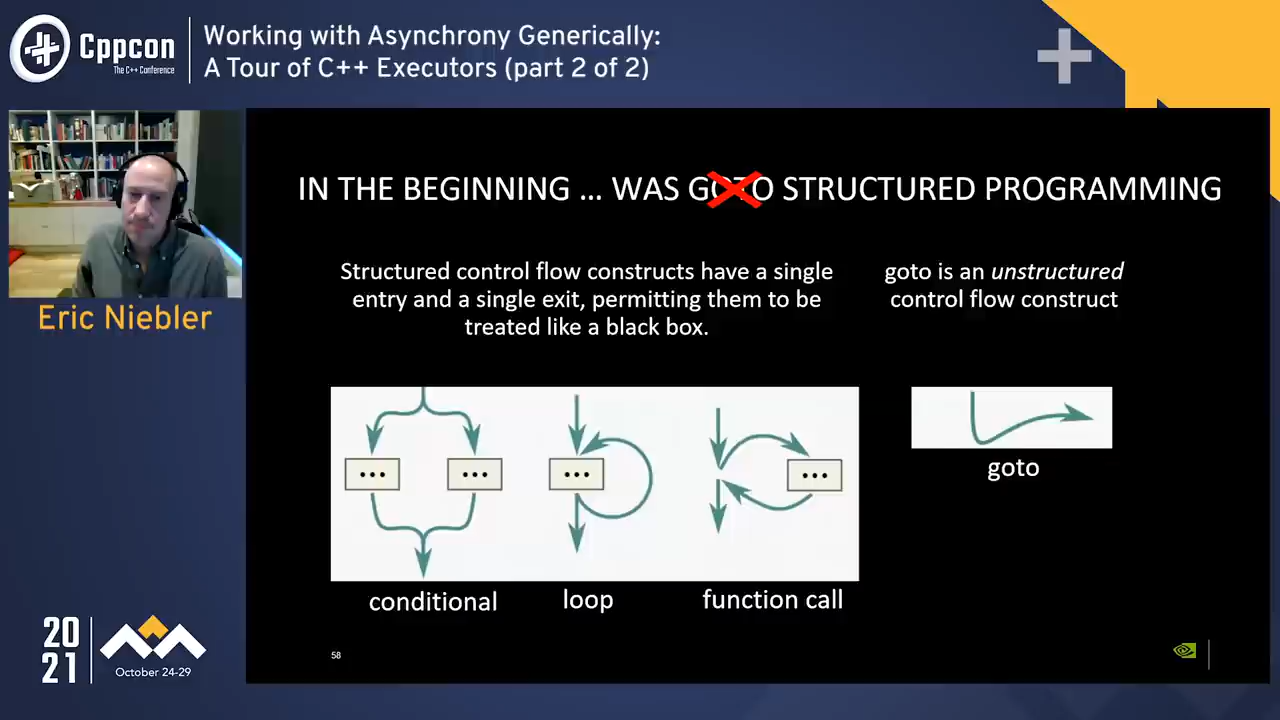 Cppcon
The C++ Conference
Working with Asynchrony Generically:
A Tour of C++ Executors (part 2 of 2)
Eric Niebler
IN THE BEGINNING ... WAS GOTO STRUCTURED PROGRAMMING
Structured control flow constructs have a single
entry and a single exit, permitting them to be
treated like a black box.
goto is an unstructured
control flow construct
•••
•••
•••
•••
conditional
loop
function call
goto
20
21
October 24-29
58